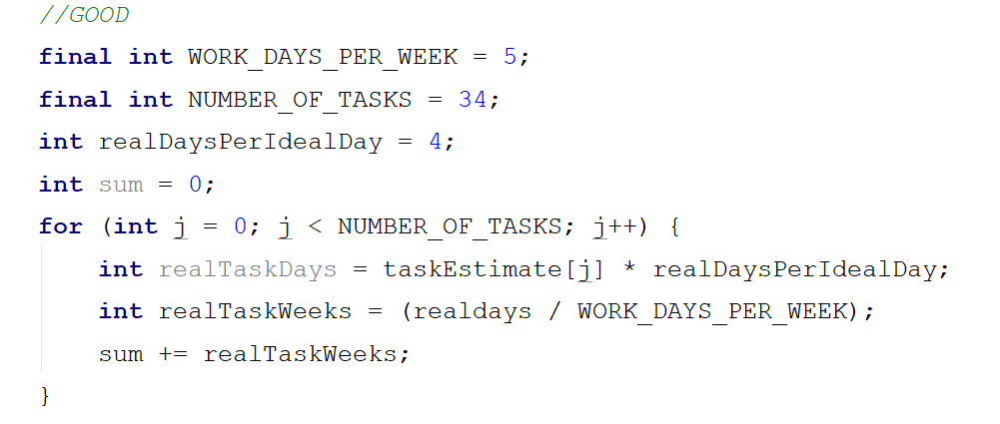 //GOOD
final int WORK_DAYS_PER_WEEK = 5;
final int NUMBER_OF_TASKS = 34;
int realDaysPerIdealDay = 4;
int sum = 0;
for (int j = 0; j < NUMBER_OF_TASKS; j++) {
    int realTaskDays = taskEstimate[j] * realDaysPerIdealDay;
    int realTaskWeeks = (realdays / WORK_DAYS_PER_WEEK);
    sum += realTaskWeeks;
}